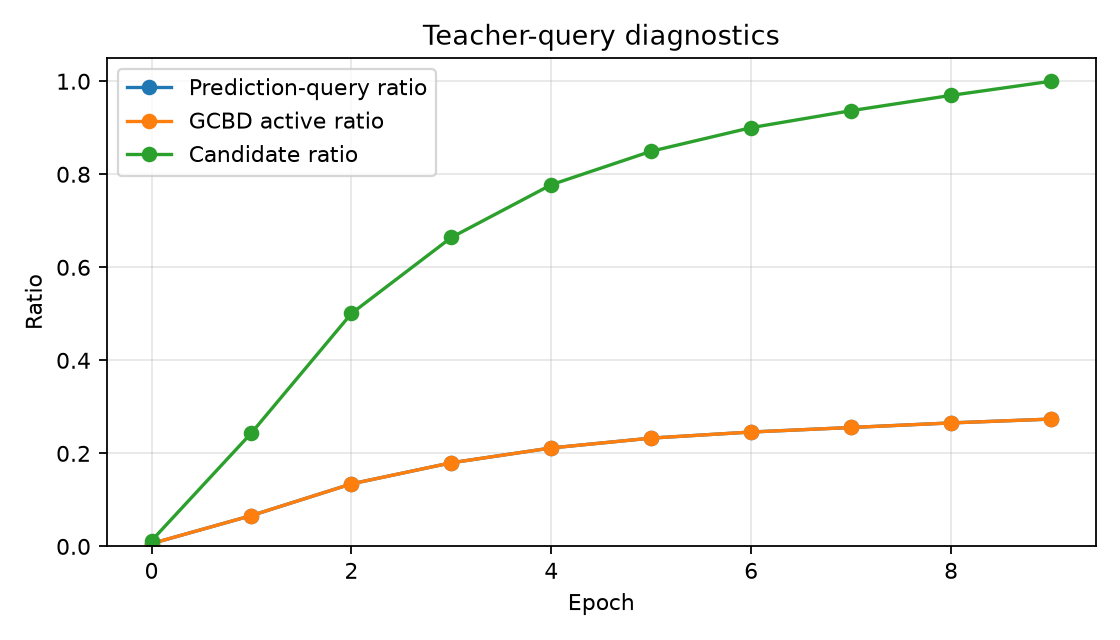 Teacher-query diagnostics
Prediction-query ratio
GCBD active ratio
Candidate ratio
Ratio
1.0
0.8
0.6
0.4
0.2
0.0
0 2 4 6 8
Epoch